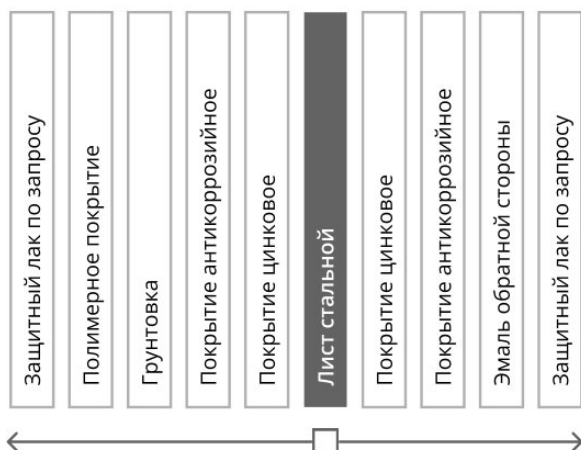 Защитный лак по запросу
Полимерное покрытие
Грунтовка
Покрытие антикоррозийное
Покрытие цинковое
Лист стальной
Покрытие цинковое
Покрытие антикоррозийное
Эмаль обратной стороны
Защитный лак по запросу